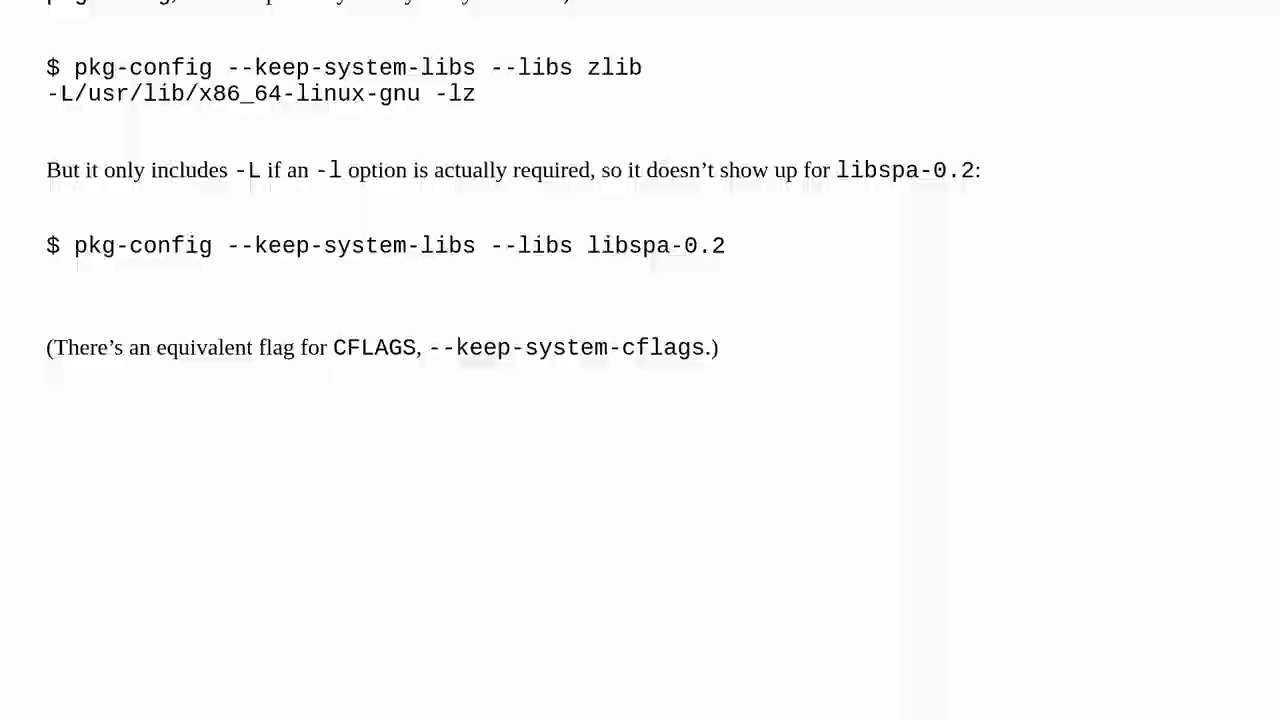 $ pkg-config --keep-system-libs --libs zlib
-L/usr/lib/x86_64-linux-gnu -lz
But it only includes -L if an -l option is actually required, so it doesn’t show up for libspa-0.2:
$ pkg-config --keep-system-libs --libs libspa-0.2
(There’s an equivalent flag for CFLAGS, --keep-system-cflags.)